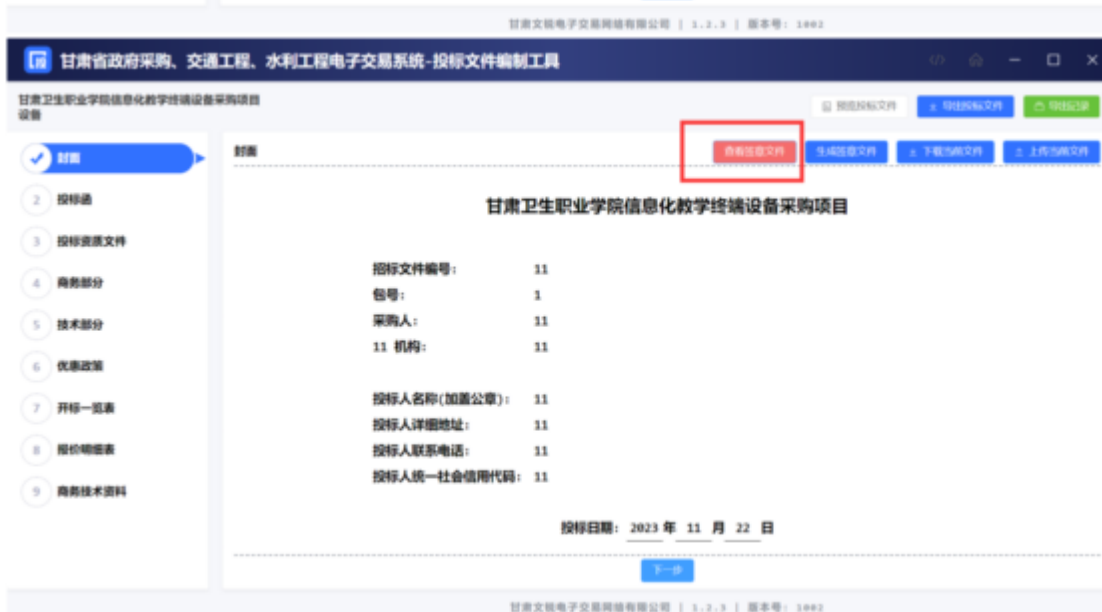 甘肃文锐电子交易网络有限公司 | 1.2.3 | 版本号: 1002
甘肃省政府采购、交通工程、水利工程电子交易系统-投标文件编制工具
甘肃卫生职业学院信息化教学终端设备采购项目
设备
预览投标文件 导出投标文件 导出记录
封面
封面 查看签章文件 生成签章文件 下载当前文件 上传当前文件
2 投标函
3 投标资质文件
4 商务部分
5 技术部分
6 优惠政策
7 开标一览表
8 报价明细表
9 商务技术资料
甘肃卫生职业学院信息化教学终端设备采购项目
招标文件编号: 11
包号: 1
采购人: 11
11 机构: 11
投标人名称(加盖公章): 11
投标人详细地址: 11
投标人联系电话: 11
投标人统一社会信用代码: 11
投标日期: 2023 年 11 月 22 日
下一步
甘肃文锐电子交易网络有限公司 | 1.2.3 | 版本号: 1002